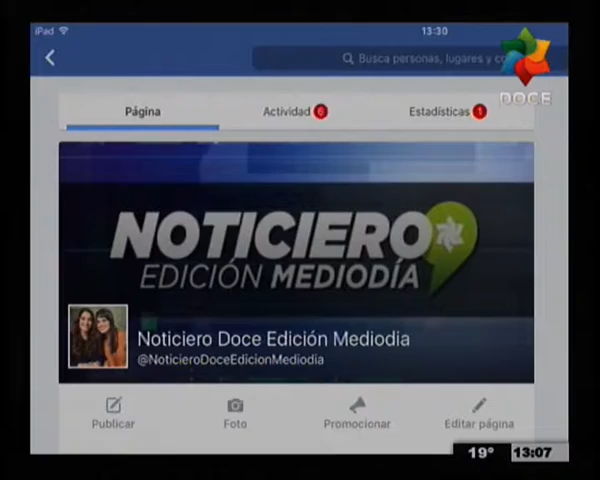 iPad 13:30
Busca personas, lugares y co
DOCE
Página Actividad 6 Estadísticas 1
NOTICIERO
EDICIÓN MEDIODÍA
Noticiero Doce Edición Mediodia
@NoticieroDoceEdicionMediodia
Publicar Foto Promocionar Editar página
19° 13:07